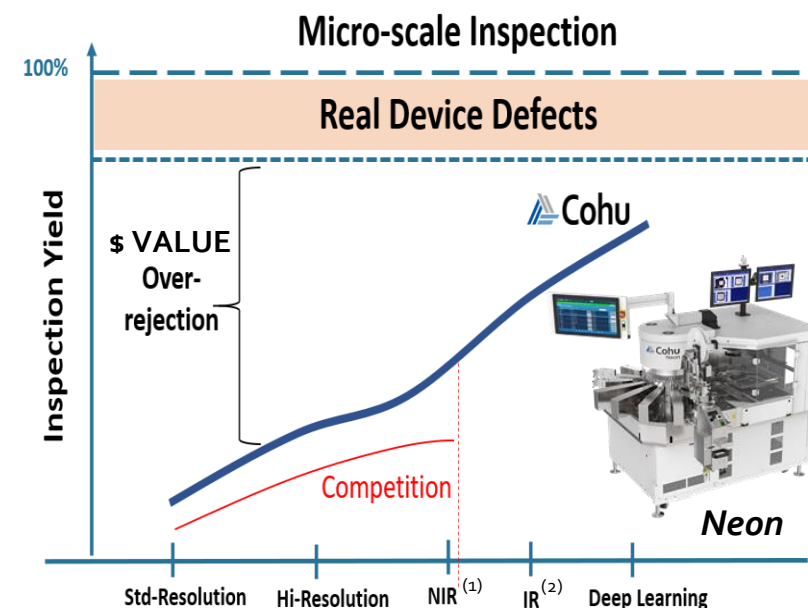 Micro-scale Inspection
100%
Real Device Defects
Inspection Yield
$ VALUE
Over-
rejection
Cohu
Competition
Cohu
Neon
Std-Resolution
Hi-Resolution
NIR (1)
IR (2)
Deep Learning